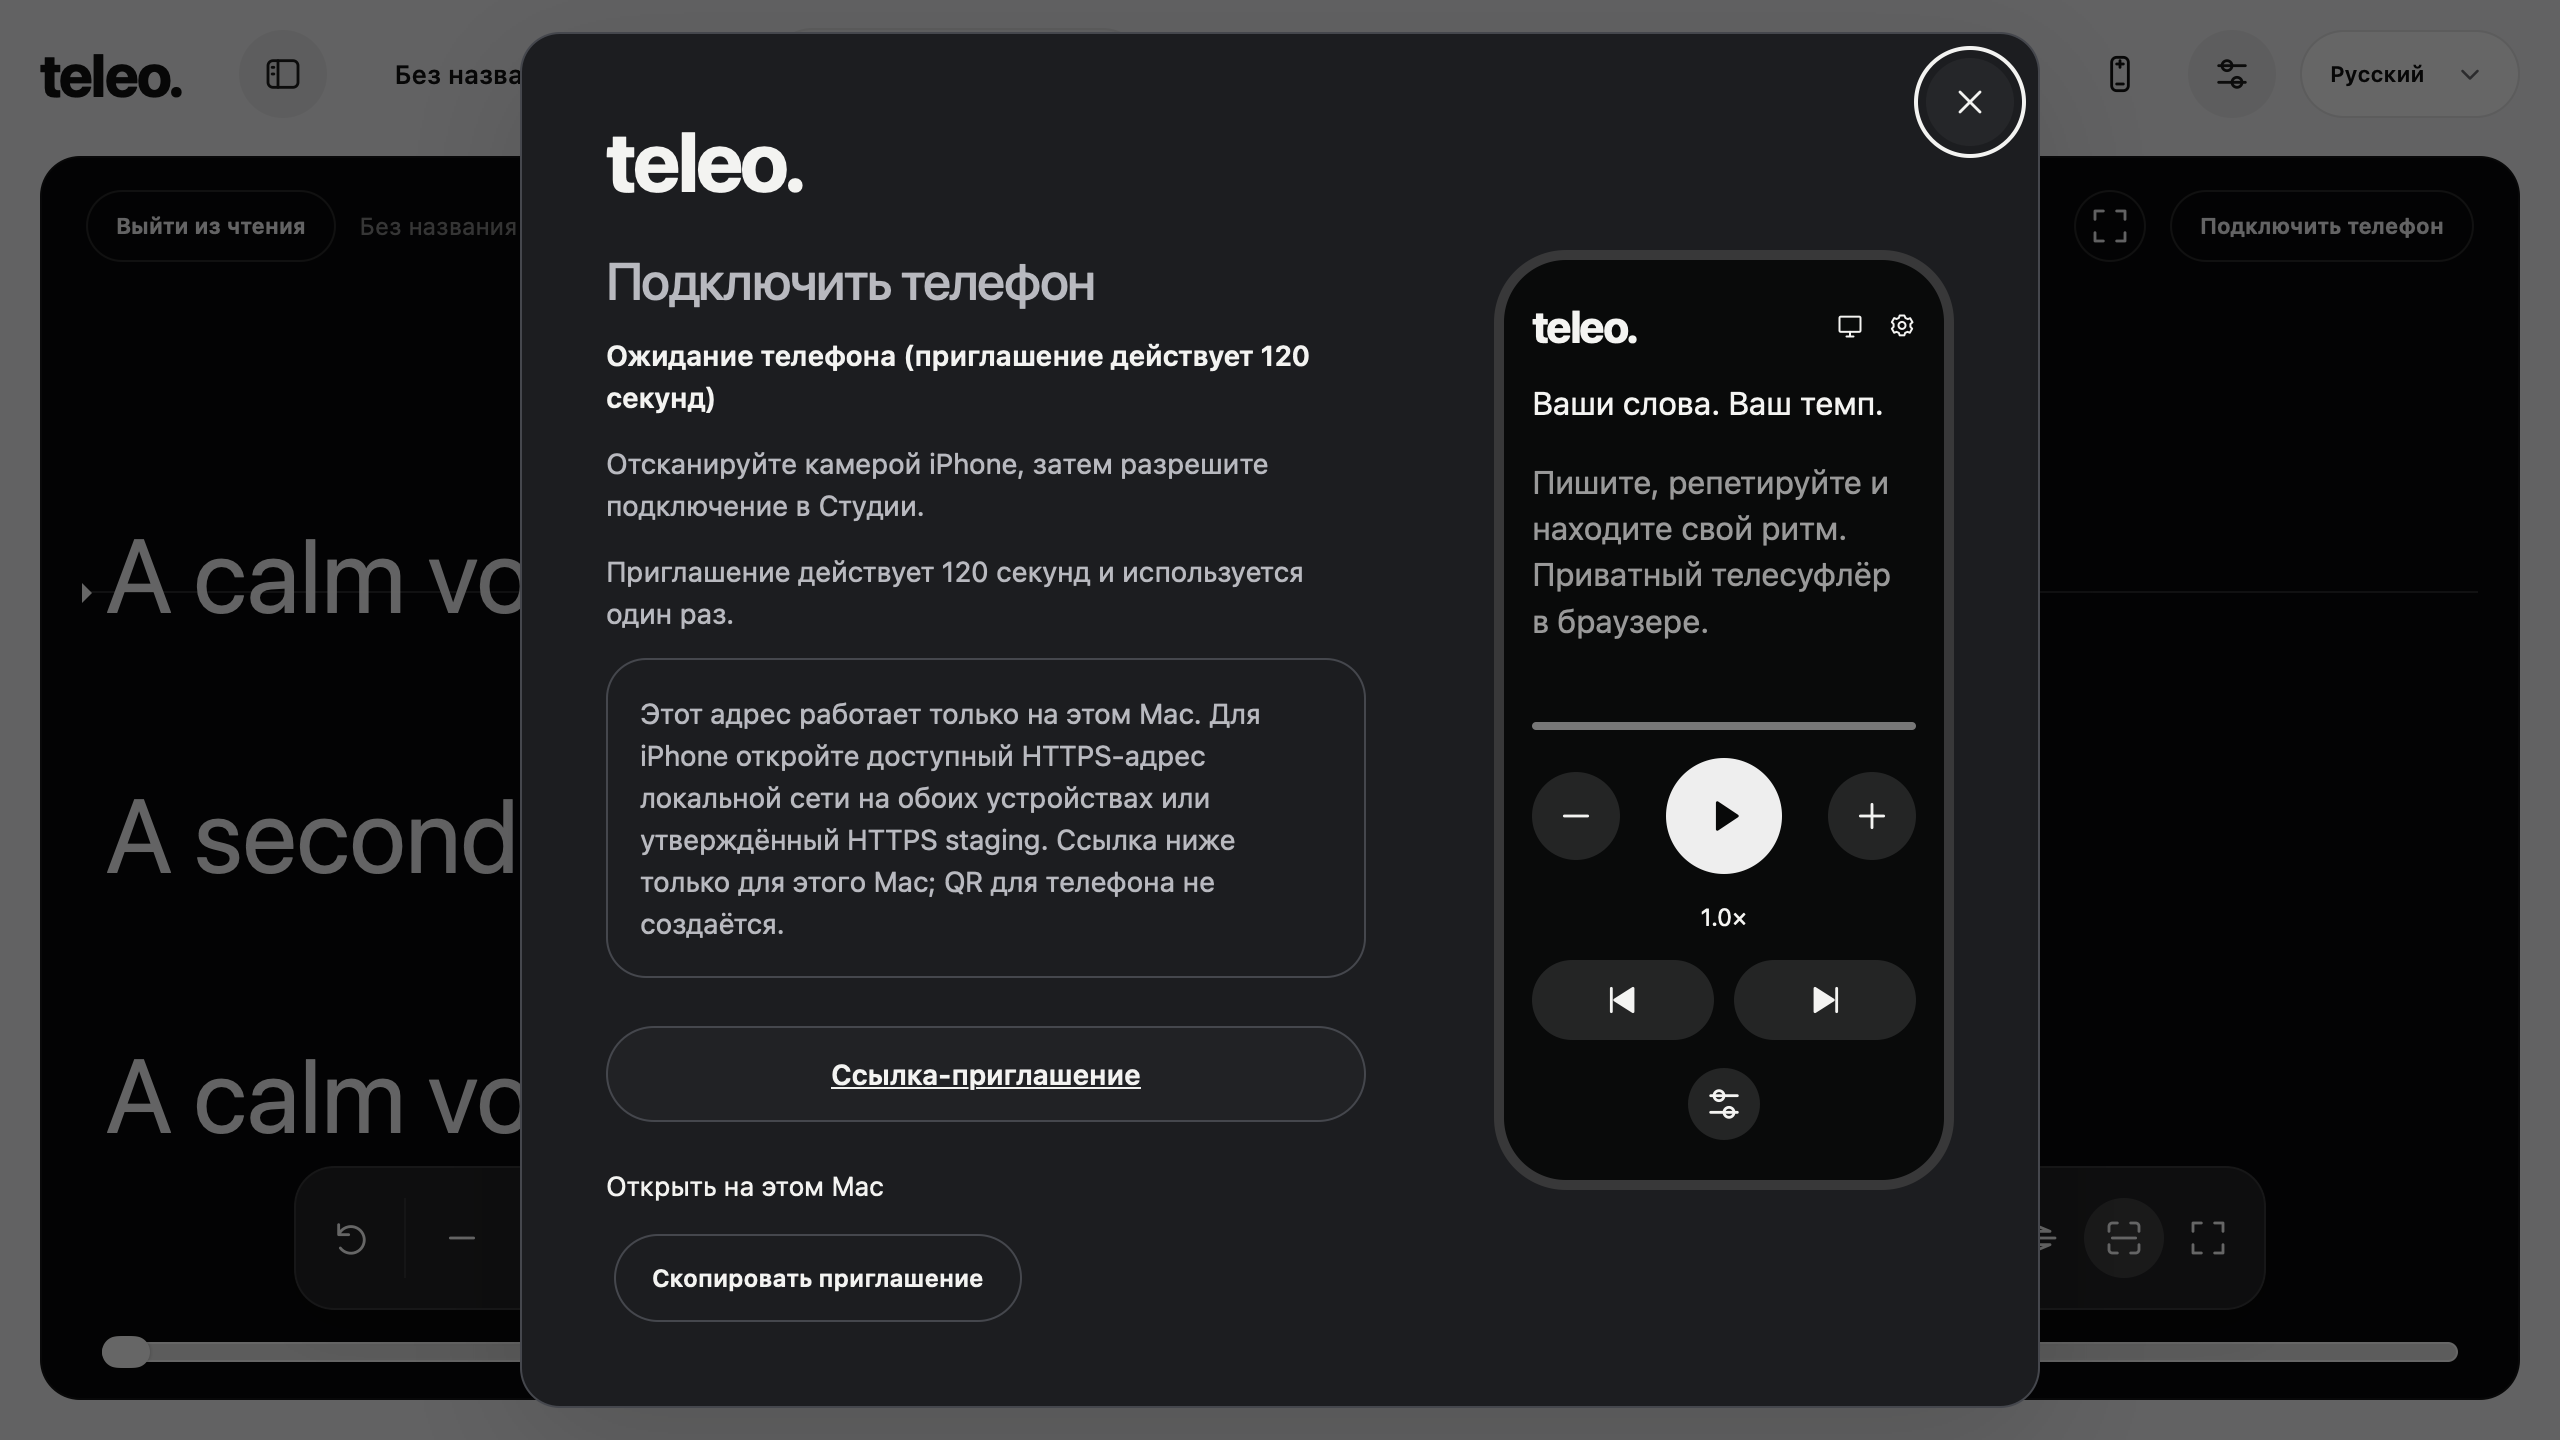 teleo.
Без назва
Русский
Выйти из чтения
Без названия
Подключить телефон
A calm vo
A second
A calm vo
teleo.
Подключить телефон
Ожидание телефона (приглашение действует 120
секунд)
Отсканируйте камерой iPhone, затем разрешите
подключение в Студии.
Приглашение действует 120 секунд и используется
один раз.
Этот адрес работает только на этом Mac. Для
iPhone откройте доступный HTTPS-адрес
локальной сети на обоих устройствах или
утверждённый HTTPS staging. Ссылка ниже
только для этого Mac; QR для телефона не
создаётся.
Ссылка-приглашение
Открыть на этом Mac
Скопировать приглашение
teleo.
Ваши слова. Ваш темп.
Пишите, репетируйте и
находите свой ритм.
Приватный телесуфлёр
в браузере.
1.0×